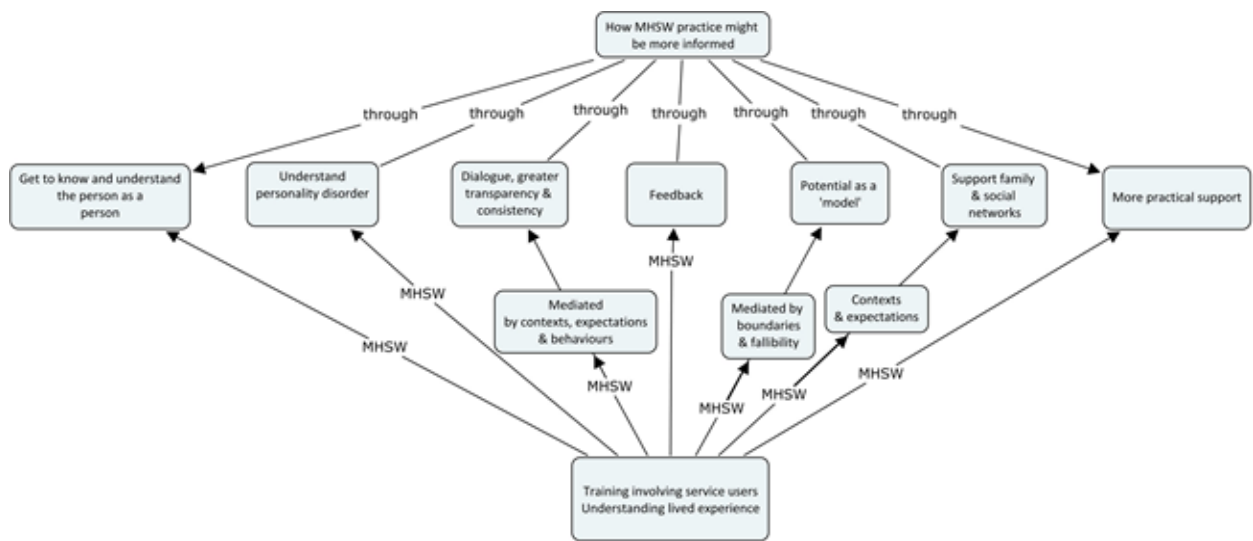 How MHSW practice might
be more informed
through
through
through
through
through
through
through
Get to know and understand
the person as a
person
Understand
personality disorder
Dialogue, greater
transparency &
consistency
Feedback
Potential as a
'model'
Support family
& social
networks
More practical support
MHSW
MHSW
Mediated
by contexts, expectations
& behaviours
MHSW
MHSW
Mediated by
boundaries
& fallibility
MHSW
Contexts
& expectations
MHSW
MHSW
Training involving service users
Understanding lived experience